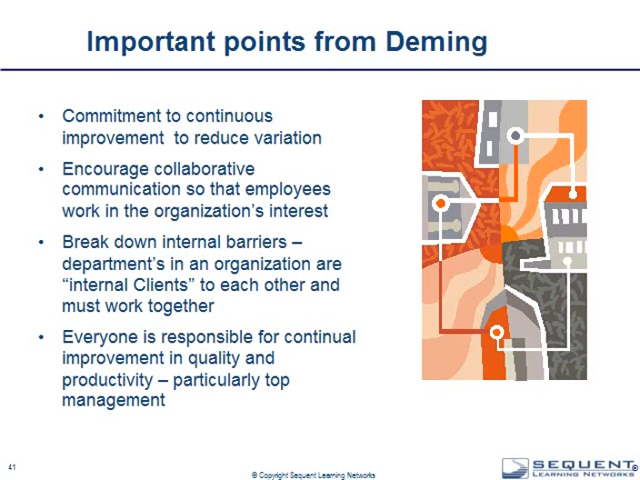 Important points from Deming
• Commitment to continuous
improvement  to reduce variation
• Encourage collaborative
communication so that employees
work in the organization’s interest
• Break down internal barriers –
department’s in an organization are
“internal Clients” to each other and
must work together
• Everyone is responsible for continual
improvement in quality and
productivity – particularly top
management
41
© Copyright Sequent Learning Networks
SEQUENT®
LEARNING NETWORKS